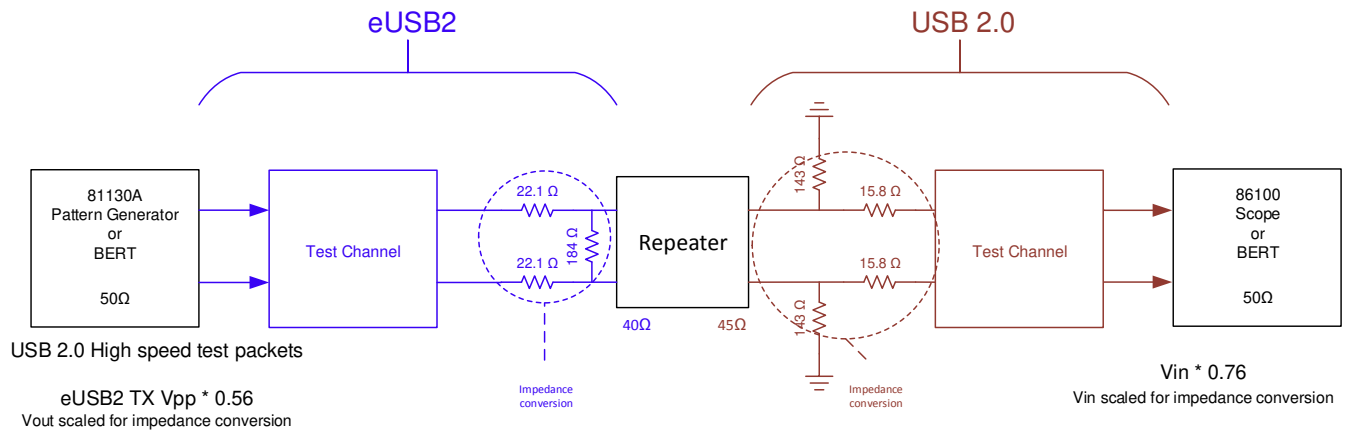 eUSB2
USB 2.0
81130A
Pattern Generator
or
BERT
50Ω
Test Channel
22.1 Ω
184 Ω
22.1 Ω
Repeater
40Ω
45Ω
143 Ω
15.8 Ω
15.8 Ω
143 Ω
Test Channel
86100
Scope
or
BERT
50Ω
USB 2.0 High speed test packets
eUSB2 TX Vpp * 0.56
Vout scaled for impedance conversion
Impedance
conversion
Impedance
conversion
Vin * 0.76
Vin scaled for impedance conversion